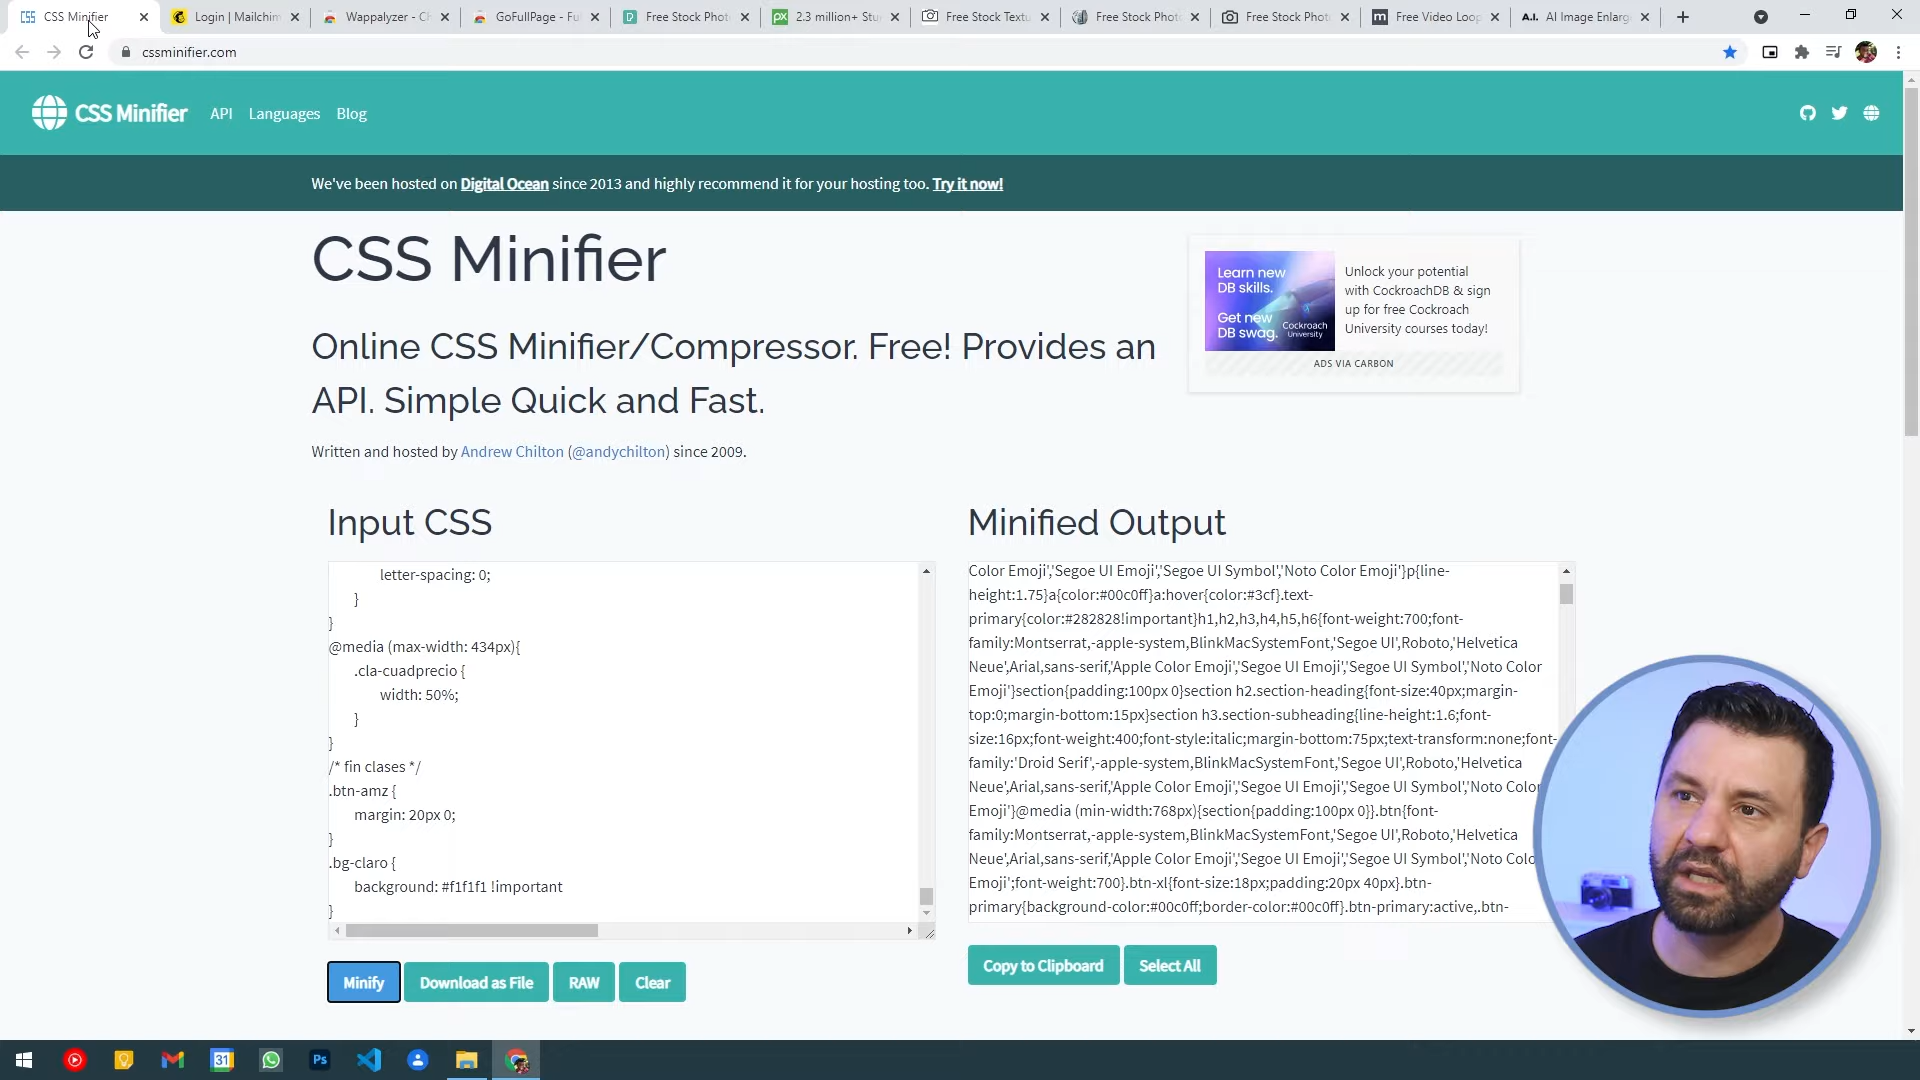 CSS Minifier
Login | Mailchim
Wappalyzer - Ch
GoFullPage - Ful
Free Stock Phot
2.3 million+ Stu
Free Stock Textu
Free Stock Photo
Free Stock Phot
Free Video Loop
A.I. AI Image Enlarg
cssminifier.com
CSS Minifier API Languages Blog
We've been hosted on Digital Ocean since 2013 and highly recommend it for your hosting too. Try it now!
CSS Minifier
Learn new
DB skills.
Get new
DB swag.
Cockroach
University
Unlock your potential
with CockroachDB & sign
up for free Cockroach
University courses today!
ADS VIA CARBON
Online CSS Minifier/Compressor. Free! Provides an
API. Simple Quick and Fast.
Written and hosted by Andrew Chilton (@andychilton) since 2009.
Input CSS
letter-spacing: 0;
}
}
@media (max-width: 434px){
.cla-cuadprecio {
width: 50%;
}
}
/* fin clases */
.btn-amz {
margin: 20px 0;
}
.bg-claro {
background: #f1f1f1 !important
}
Minify Download as File RAW Clear
Minified Output
Color Emoji','Segoe UI Emoji','Segoe UI Symbol','Noto Color Emoji'}p{line-
height:1.75}a{color:#00c0ff}a:hover{color:#3cf}.text-
primary{color:#282828!important}h1,h2,h3,h4,h5,h6{font-weight:700;font-
family:Montserrat,-apple-system,BlinkMacSystemFont,'Segoe UI',Roboto,'Helvetica
Neue',Arial,sans-serif,'Apple Color Emoji','Segoe UI Emoji','Segoe UI Symbol','Noto Color
Emoji'}section{padding:100px 0}section h2.section-heading{font-size:40px;margin-
top:0;margin-bottom:15px}section h3.section-subheading{line-height:1.6;font-
size:16px;font-weight:400;font-style:italic;margin-bottom:75px;text-transform:none;font-
family:'Droid Serif',-apple-system,BlinkMacSystemFont,'Segoe UI',Roboto,'Helvetica
Neue',Arial,sans-serif,'Apple Color Emoji','Segoe UI Emoji','Segoe UI Symbol','Noto Color
Emoji'}@media (min-width:768px){section{padding:100px 0}}.btn{font-
family:Montserrat,-apple-system,BlinkMacSystemFont,'Segoe UI',Roboto,'Helvetica
Neue',Arial,sans-serif,'Apple Color Emoji','Segoe UI Emoji','Segoe UI Symbol','Noto Colo
Emoji';font-weight:700}.btn-xl{font-size:18px;padding:20px 40px}.btn-
primary{background-color:#00c0ff;border-color:#00c0ff}.btn-primary:active,.btn-
Copy to Clipboard Select All
31
Ps